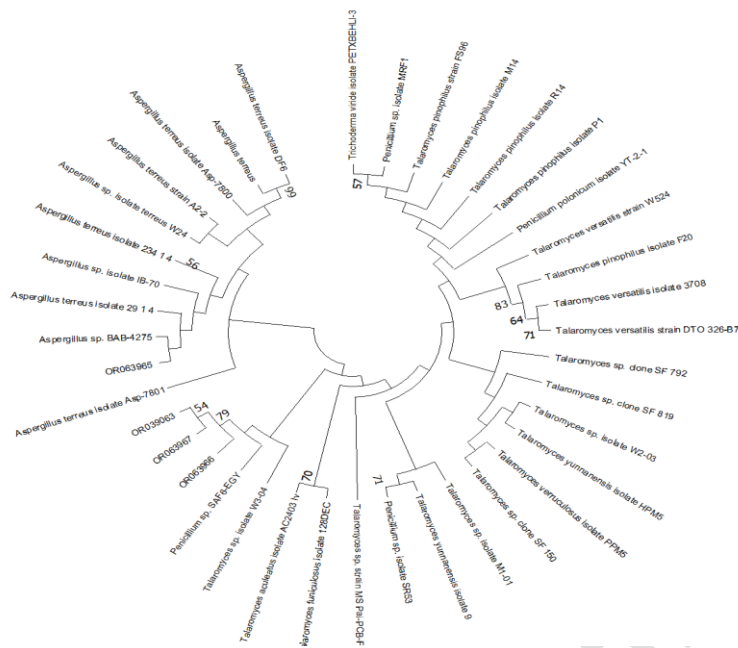 Trichoderma viride isolate PETXBEHLI-3
Penicillium sp. isolate MRF1
Talaromyces pinophilus strain FS96
Talaromyces pinophilus isolate M14
Talaromyces pinophilus isolate R14
Talaromyces pinophilus isolate P1
Penicillium polonicum isolate YT-2-1
Talaromyces versatilis strain W524
Talaromyces pinophilus isolate F20
Talaromyces versatilis isolate 3708
Talaromyces versatilis strain DTO 326-B7
Talaromyces sp. clone SF 792
Talaromyces sp. clone SF 819
Talaromyces sp. isolate W2-03
Talaromyces yunnanensis isolate HPM5
Talaromyces verruculosus isolate PPM5
Talaromyces sp. clone SF 150
Talaromyces sp. isolate M1-01
Talaromyces yunnanensis isolate 9
Penicillium sp. isolate SR53
Talaromyces sp. strain MS Pili-PCB-F
alaromyces funiculosus isolate 126DEC
Talaromyces aculeatus isolate AC2403 lv
Talaromyces sp. isolate W3-04
Penicillium sp. SAF6-EGY
OR063966
OR063967
OR039063
Aspergillus terreus isolate Asp-7801
OR063965
Aspergillus sp. BAB-4275
Aspergillus terreus isolate 29 1 4
Aspergillus sp. isolate IB-70
Aspergillus terreus isolate 234 1 4
Aspergillus sp. isolate terreus W24
Aspergillus terreus strain A2-2
Aspergillus terreus isolate Asp-7800
Aspergillus terreus
Aspergillus terreus isolate DF6
57
83
64
71
71
70
79
54
56
99